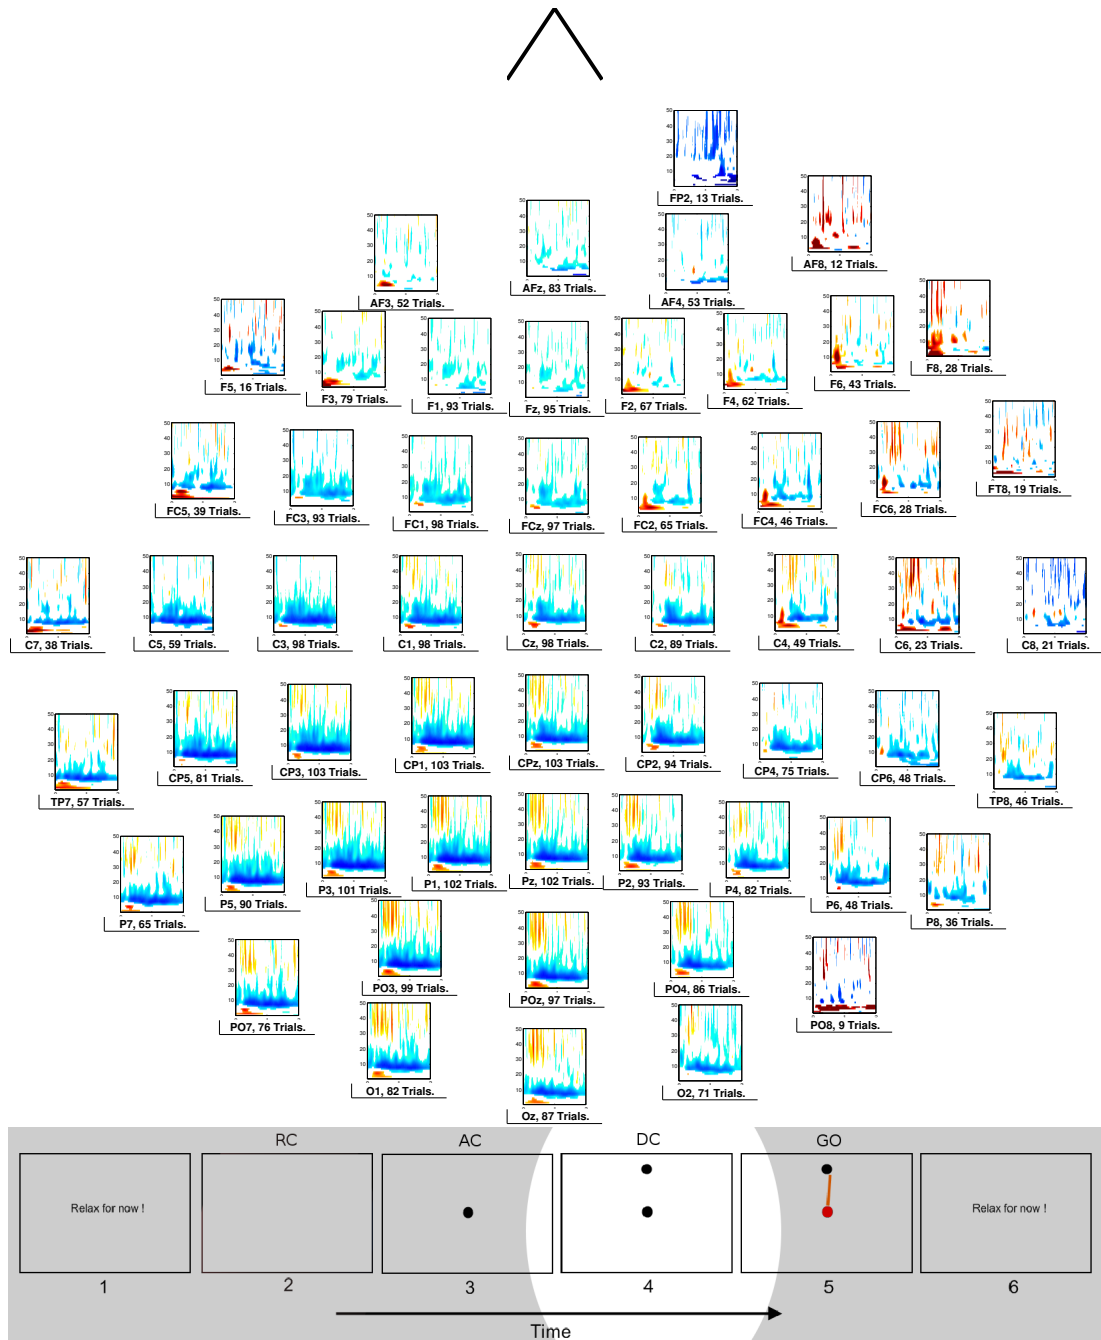 FP2, 13 Trials.
AF8, 12 Trials.
AF3, 52 Trials.
AFz, 83 Trials.
AF4, 53 Trials.
F5, 16 Trials.
F3, 79 Trials.
F1, 93 Trials.
Fz, 95 Trials.
F2, 67 Trials.
F4, 62 Trials.
F6, 43 Trials.
F8, 28 Trials.
FC5, 39 Trials.
FC3, 93 Trials.
FC1, 98 Trials.
FCz, 97 Trials.
FC2, 65 Trials.
FC4, 46 Trials.
FC6, 28 Trials.
FT8, 19 Trials.
C7, 38 Trials.
C5, 59 Trials.
C3, 98 Trials.
C1, 98 Trials.
Cz, 98 Trials.
C2, 89 Trials.
C4, 49 Trials.
C6, 23 Trials.
C8, 21 Trials.
TP7, 57 Trials.
CP5, 81 Trials.
CP3, 103 Trials.
CP1, 103 Trials.
CPz, 103 Trials.
CP2, 94 Trials.
CP4, 75 Trials.
CP6, 48 Trials.
TP8, 46 Trials.
P7, 65 Trials.
P5, 90 Trials.
P3, 101 Trials.
P1, 102 Trials.
Pz, 102 Trials.
P2, 93 Trials.
P4, 82 Trials.
P6, 48 Trials.
P8, 36 Trials.
PO7, 76 Trials.
PO3, 99 Trials.
POz, 97 Trials.
PO4, 86 Trials.
PO8, 9 Trials.
O1, 82 Trials.
Oz, 87 Trials.
O2, 71 Trials.
RC AC DC GO
Relax for now !
Relax for now !
1 2 3 4 5 6
Time